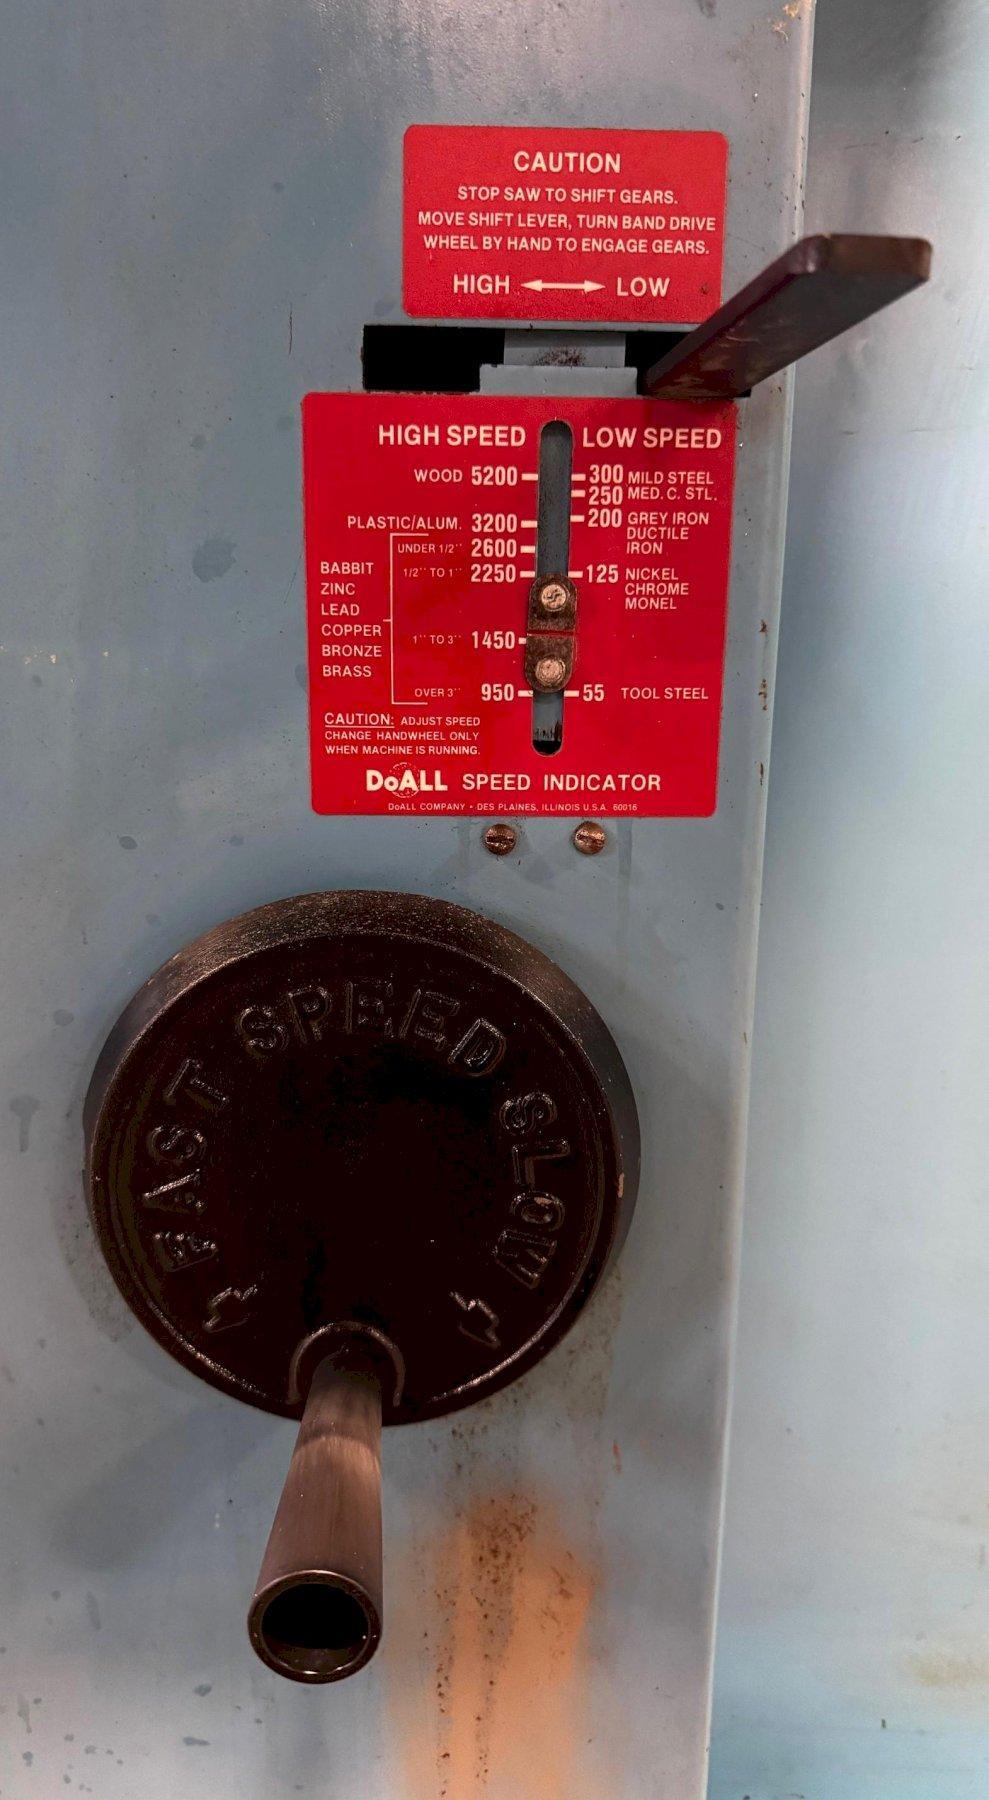 CAUTION
STOP SAW TO SHIFT GEARS.
MOVE SHIFT LEVER, TURN BAND DRIVE
WHEEL BY HAND TO ENGAGE GEARS.
HIGH ⟷ LOW
HIGH SPEED LOW SPEED
WOOD 5200 300 MILD STEEL
250 MED. C. STL.
PLASTIC/ALUM. 3200 200 GREY IRON
DUCTILE
IRON
UNDER 1/2" 2600
1/2" TO 1" 2250 125 NICKEL
CHROME
MONEL
BABBIT
ZINC
LEAD
COPPER
BRONZE
BRASS
1" TO 3" 1450
OVER 3" 950 55 TOOL STEEL
CAUTION: ADJUST SPEED
CHANGE HANDWHEEL ONLY
WHEN MACHINE IS RUNNING.
DoALL SPEED INDICATOR
DoALL COMPANY • DES PLAINES, ILLINOIS U.S.A. 60016
FAST SPEED SLOW